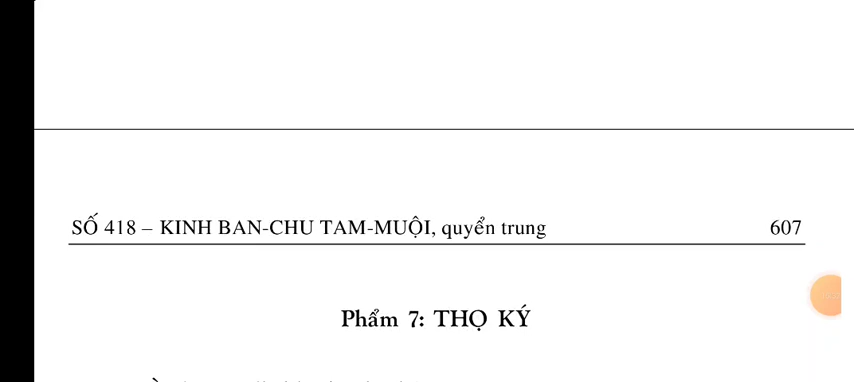 SỐ 418 – KINH BAN-CHU TAM-MUỘI, quyển trung 607
Phẩm 7: THỌ KÝ